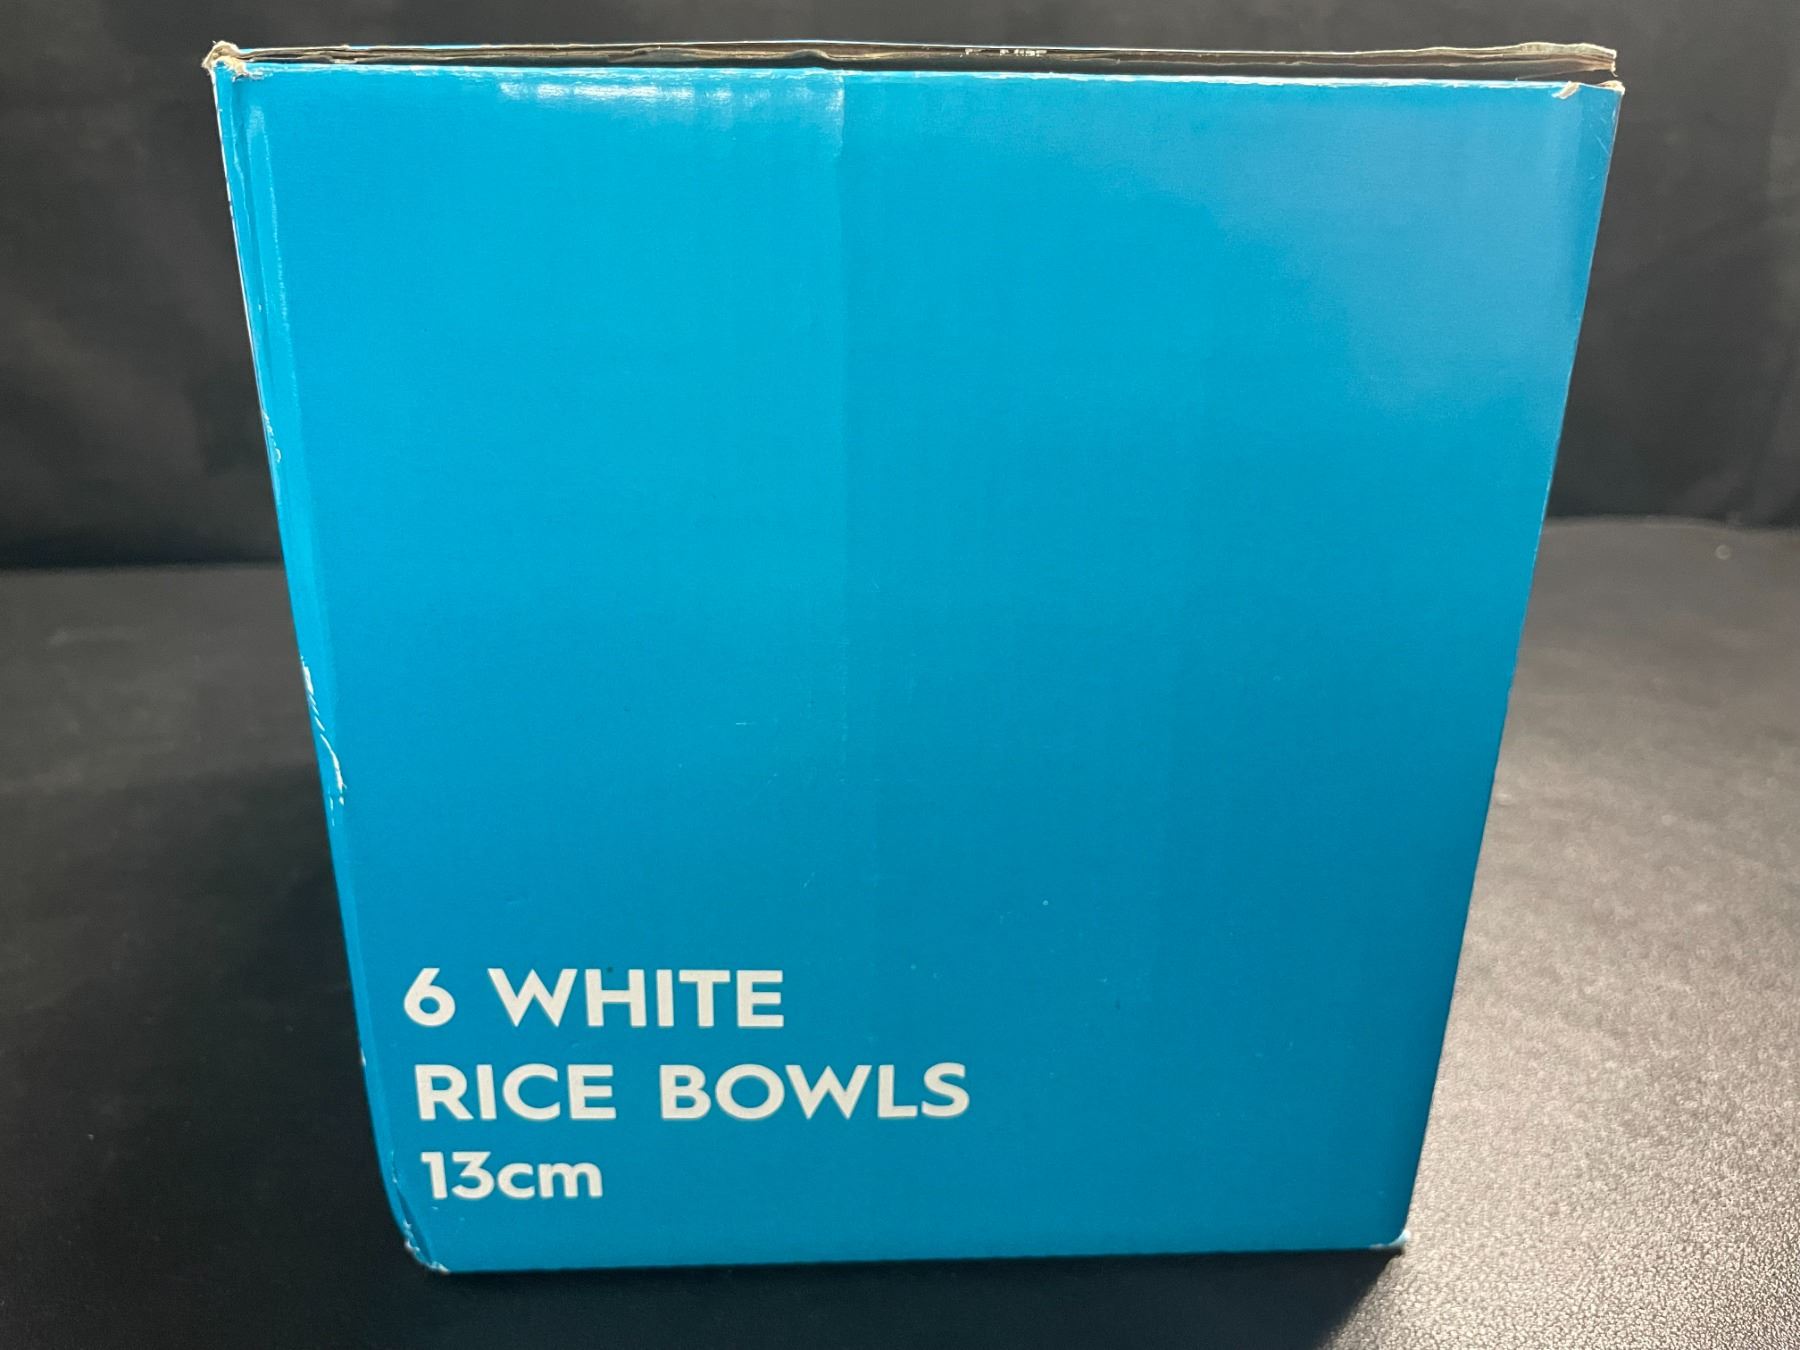 6 WHITE
RICE BOWLS
13cm